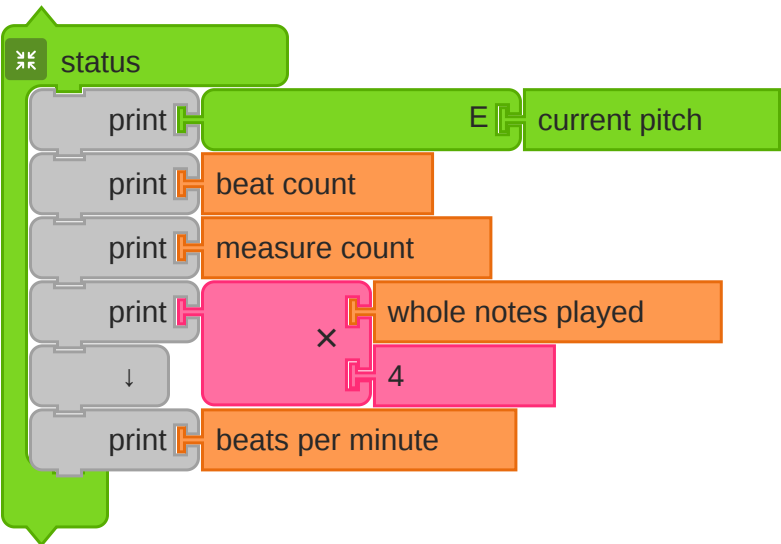 status
print E current pitch
print beat count
print measure count
print × whole notes played
↓ 4
print beats per minute